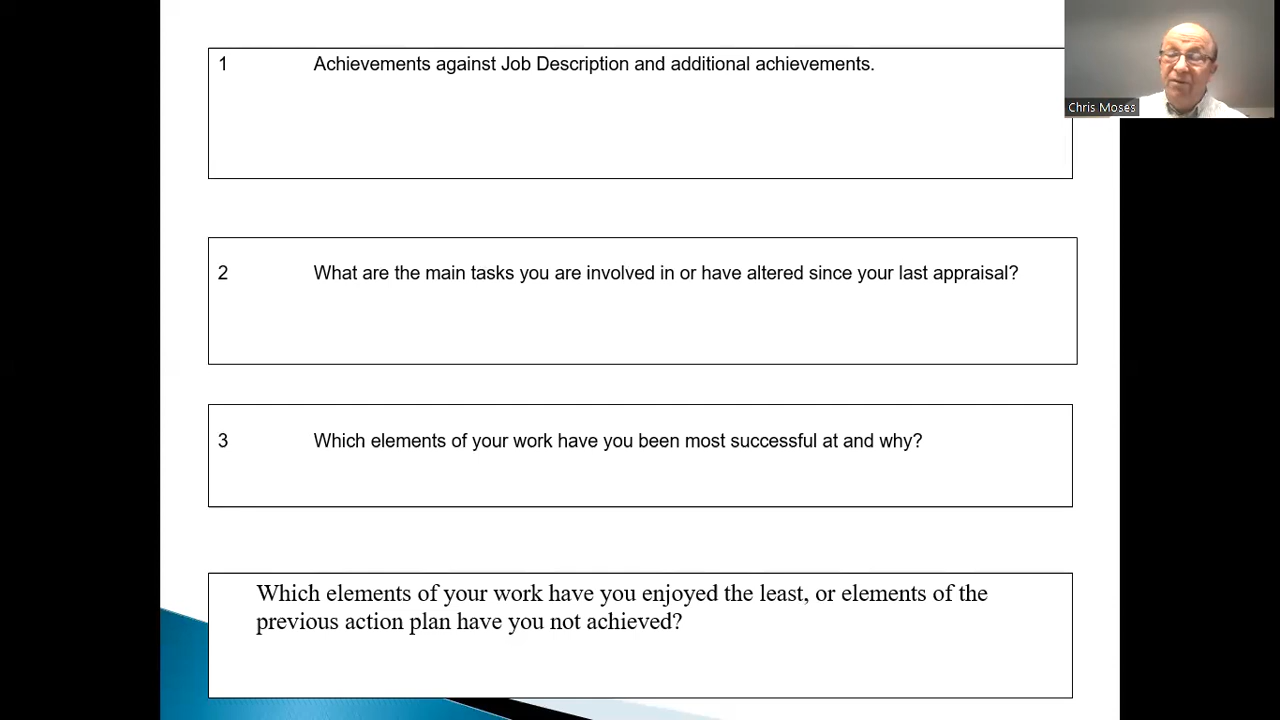 1 Achievements against Job Description and additional achievements.
Chris Moses
2 What are the main tasks you are involved in or have altered since your last appraisal?
3 Which elements of your work have you been most successful at and why?
Which elements of your work have you enjoyed the least, or elements of the
previous action plan have you not achieved?